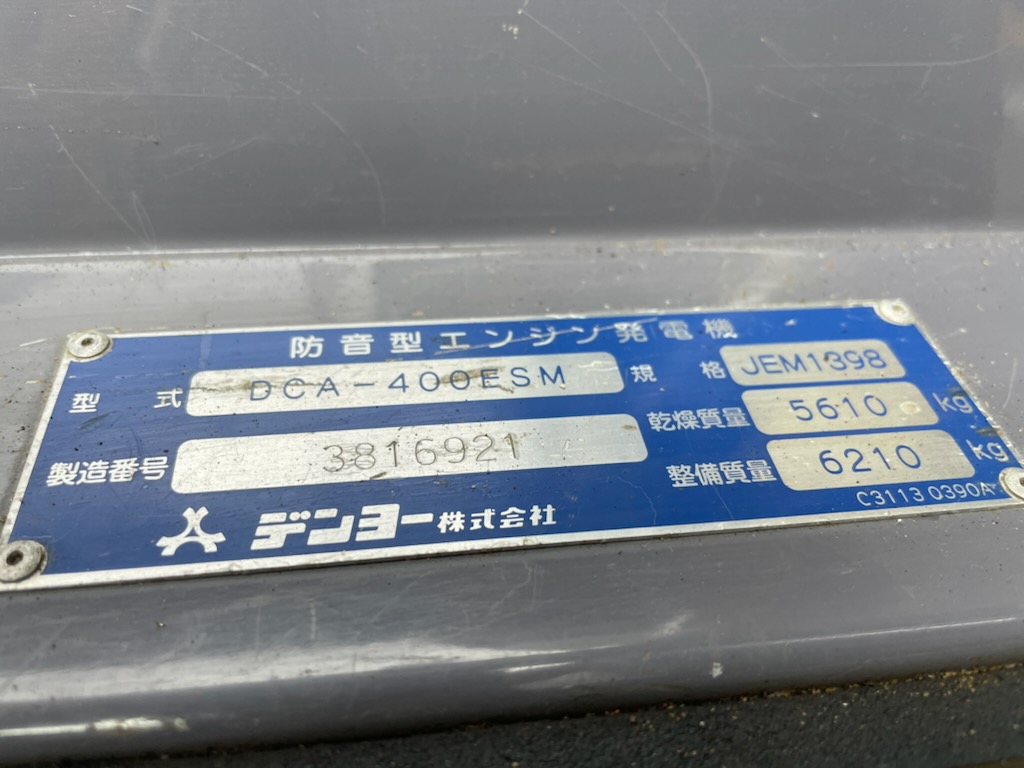 防音型エンジン発電機
型式 DCA-400ESM 規格 JEM1398
製造番号 3816921 乾燥質量 5610 kg
整備質量 6210 kg
デンヨー株式会社 C3113 0390A